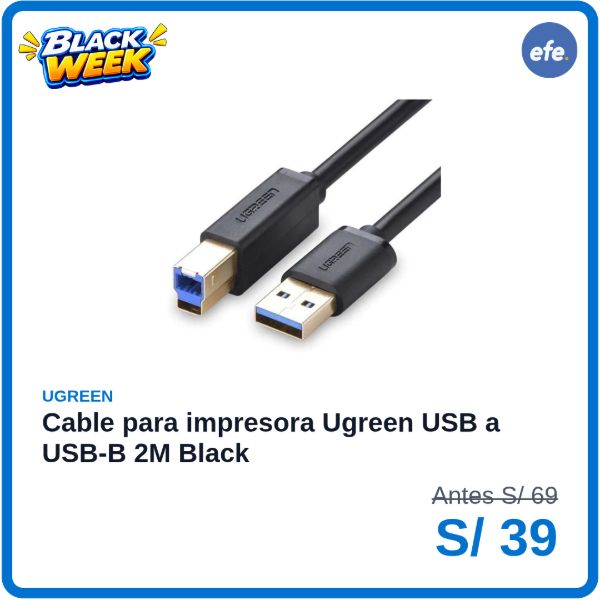 BLACK
WEEK
efe.
UGREEN
UGREEN
UGREEN
Cable para impresora Ugreen USB a
USB-B 2M Black
Antes S/ 69
S/ 39